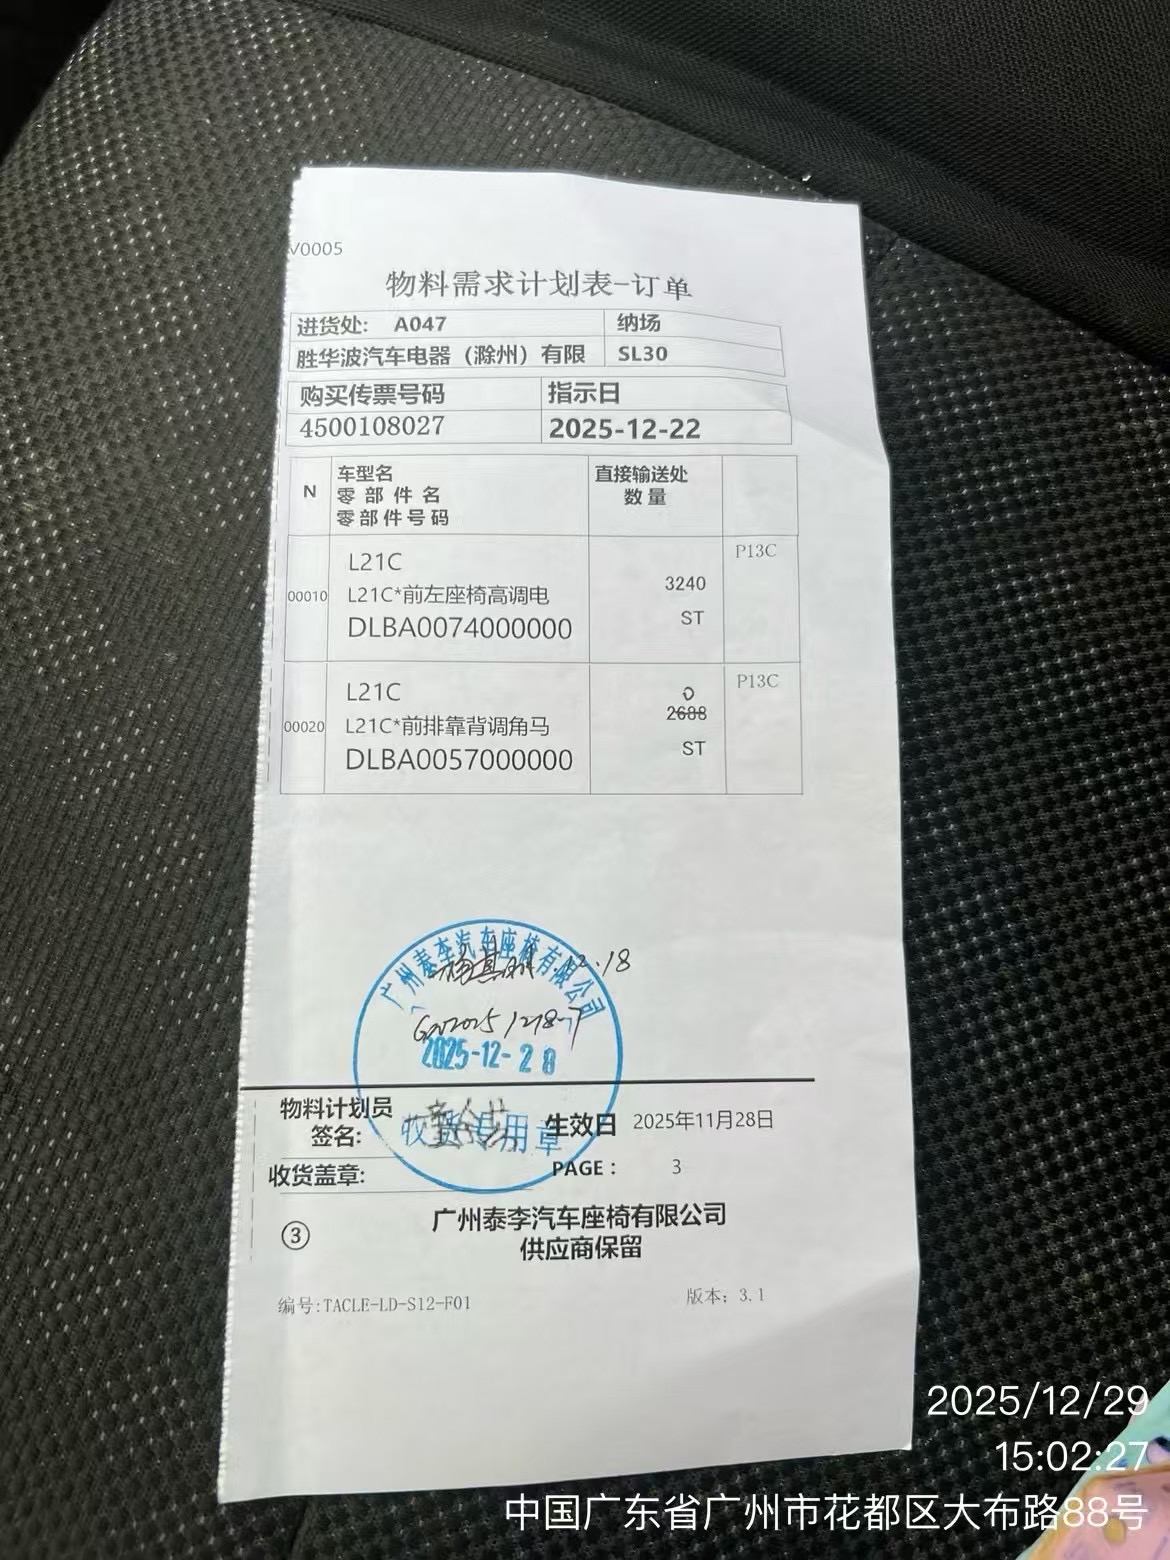 V0005
物料需求计划表-订单
进货处: A047 纳场
胜华波汽车电器（滁州）有限 SL30
购买传票号码 指示日
4500108027 2025-12-22
N
车型名
零部件名
零部件号码
直接输送处
数量
00010
L21C
L21C*前左座椅高调电
DLBA0074000000
3240
ST
P13C
00020
L21C
L21C*前排靠背调角马
DLBA0057000000
0
2688
ST
P13C
广州泰李汽车座椅有限公司
12.18
2025-12-28
收货专用章
物料计划员
签名:
生效日 2025年11月28日
收货盖章:
PAGE： 3
③
广州泰李汽车座椅有限公司
供应商保留
编号:TACLE-LD-S12-F01 版本: 3.1
2025/12/29
15:02:27
中国广东省广州市花都区大布路88号